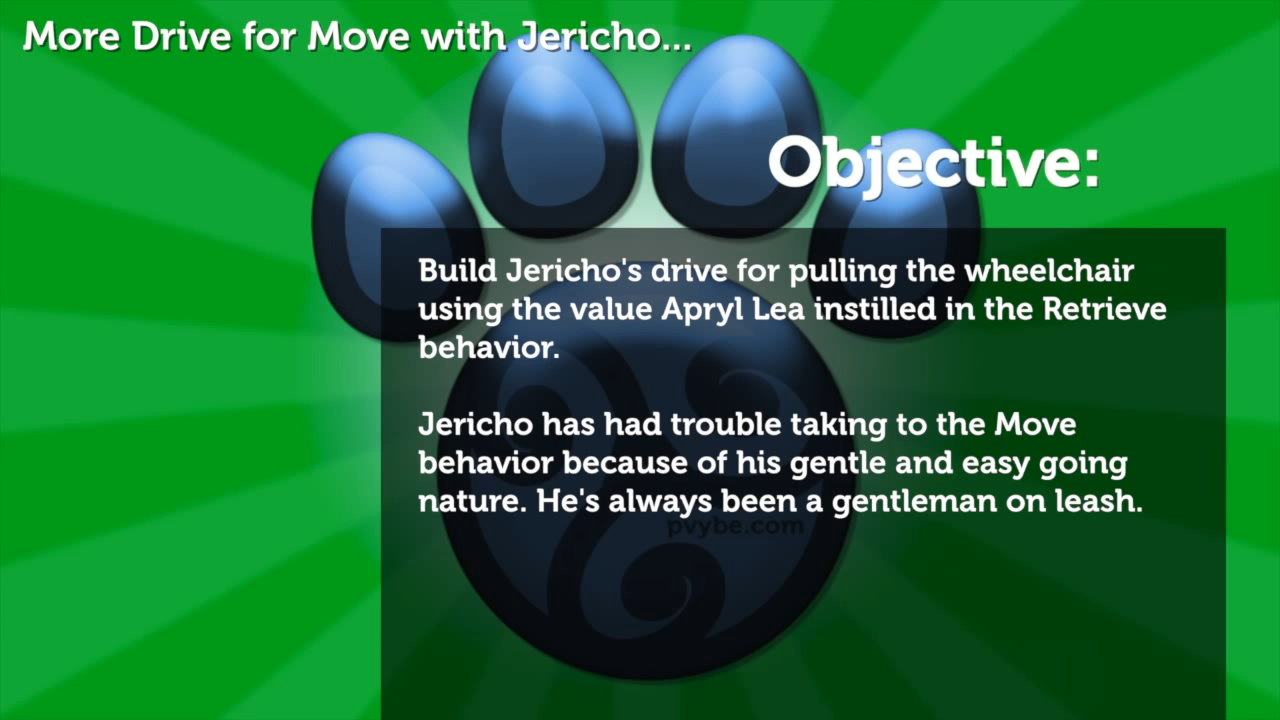 More Drive for Move with Jericho...
Objective:
Build Jericho's drive for pulling the wheelchair
using the value Apryl Lea instilled in the Retrieve
behavior.
Jericho has had trouble taking to the Move
behavior because of his gentle and easy going
nature. He's always been a gentleman on leash.
pvybe.com